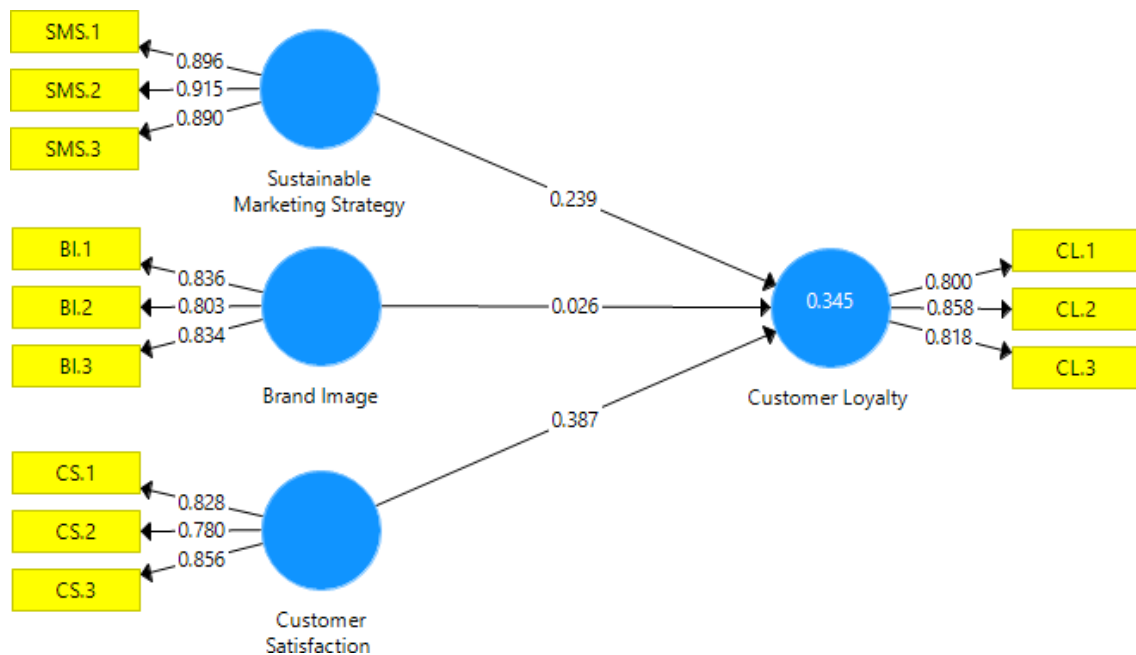 SMS.1
0.896
SMS.2
0.915
SMS.3
0.890
Sustainable
Marketing Strategy
0.239
BI.1
0.836
BI.2
0.803
BI.3
0.834
Brand Image
0.026
CS.1
0.828
CS.2
0.780
CS.3
0.856
Customer
Satisfaction
0.387
0.345
Customer Loyalty
CL.1
0.800
CL.2
0.858
CL.3
0.818